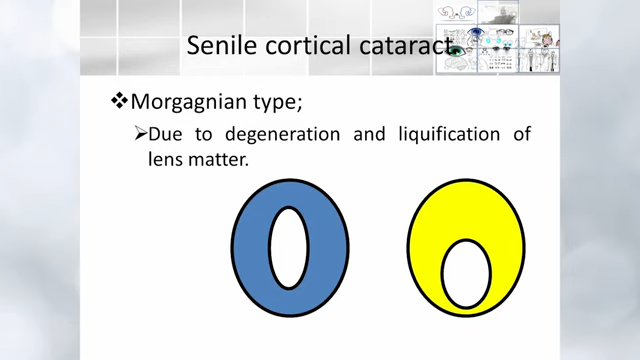 Senile cortical cataract
❖Morgagnian type;
➢Due to degeneration and liquification of
lens matter.